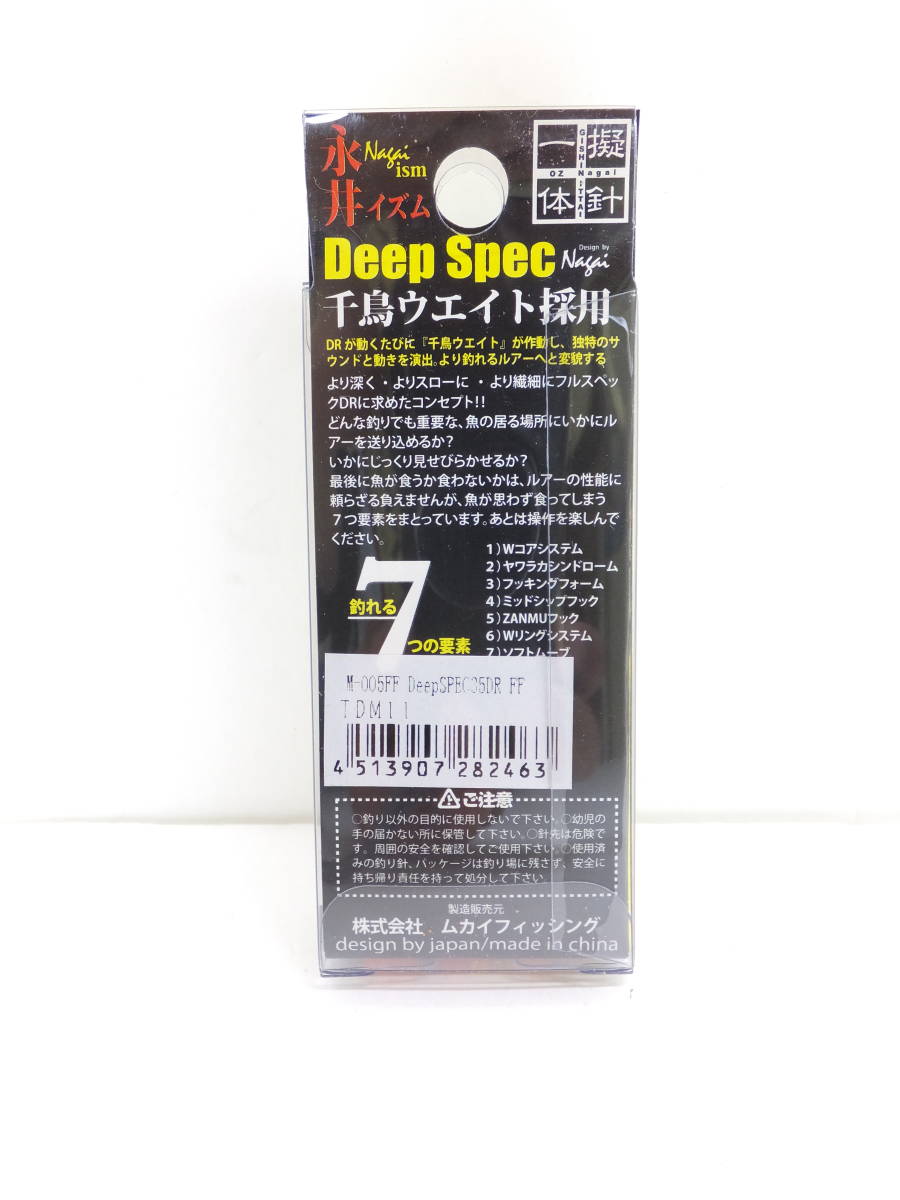 永井イズム
Nagai
ism
一擬
体針
GISHIN ITTAI
OZ Nagai
Deep Spec
Design by
Nagai
千鳥ウエイト採用
DRが動くたびに『千鳥ウエイト』が作動し、独特のサ
ウンドと動きを演出。より釣れるルアーへと変貌する
より深く・よりスローに ・より繊細にフルスペッ
クDRに求めたコンセプト!!
どんな釣りでも重要な、魚の居る場所にいかにル
アーを送り込めるか?
いかにじっくり見せびらかせるか?
最後に魚が食うか食わないかは、ルアーの性能に
頼らざる負えませんが、魚が思わず食ってしまう
7つ要素をまとっています。あとは操作を楽しんで
ください。
釣れる
7
つの要素
1)Wコアシステム
2)ヤワラカシンドローム
3)フッキングフォーム
4)ミッドシップフック
5)ZANMUフック
6)Wリングシステム
7)ソフトムーブ
M-005FF DeepSPEC35DR FF
TDM11
4 513907 282463
ご注意
○釣り以外の目的に使用しないで下さい。○幼児の
手の届かない所に保管して下さい。○針先は危険で
す。周囲の安全を確認してご使用下さい。○使用済
みの釣り針、パッケージは釣り場に残さず、安全に
持ち帰り責任を持って処分して下さい。
製造販売元
株式会社 ムカイフィッシング
design by japan/made in china